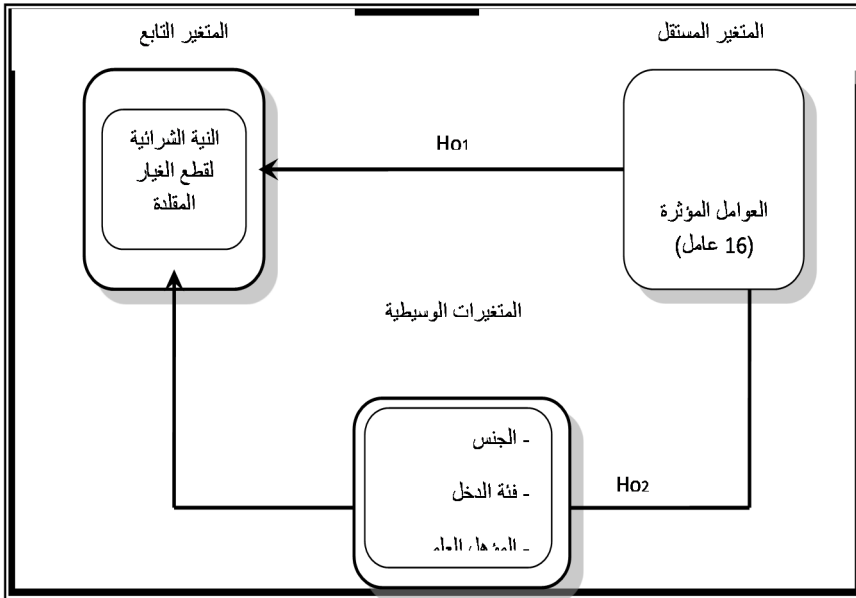 المتغير المستقل
المتغير التابع
النية الشرائية
لقطع الغيار
المقلدة
Ho1
العوامل المؤثرة
(16 عامل)
المتغيرات الوسيطية
- الجنس
- فئة الدخل
Ho2
- المؤهل